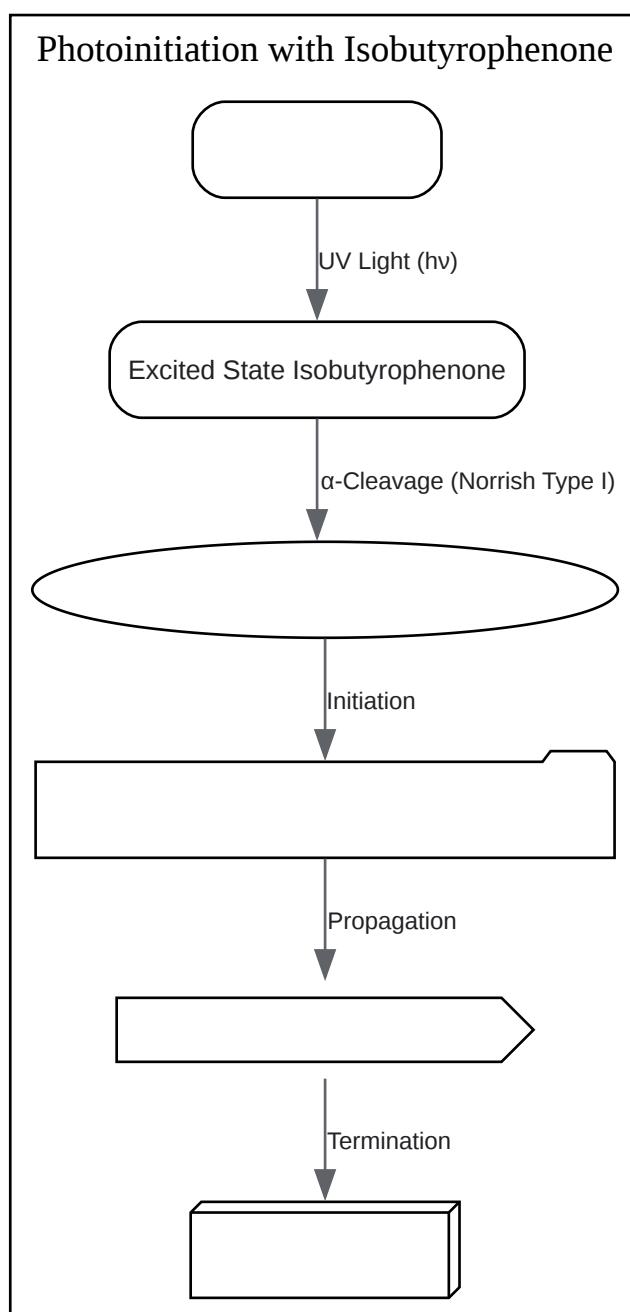 Photoinitiation with Isobutyrophenone
UV Light (hν)
Excited State Isobutyrophenone
α-Cleavage (Norrish Type I)
Initiation
Propagation
Termination